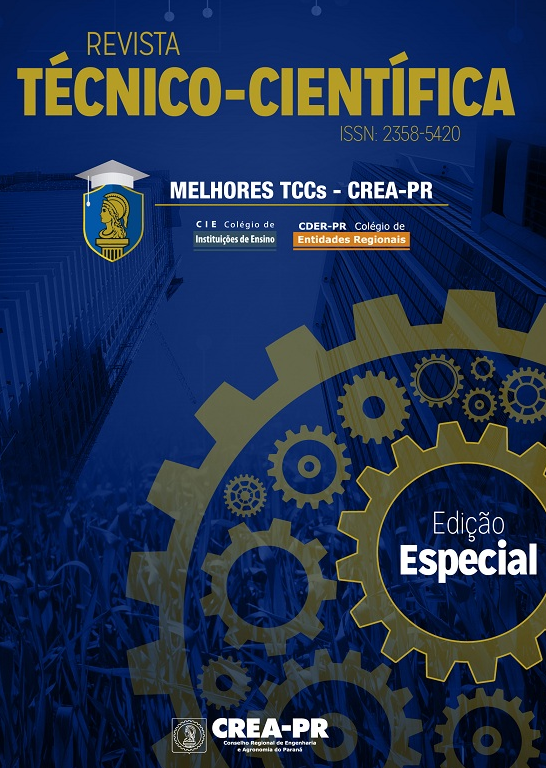 REVISTA
TÉCNICO-CIENTÍFICA
ISSN: 2358-5420
MELHORES TCCs - CREA-PR
CIE Colégio de
Instituições de Ensino
CDER-PR Colégio de
Entidades Regionais
Edição
Especial
CREA-PR
Conselho Regional de Engenharia
e Agronomia do Paraná